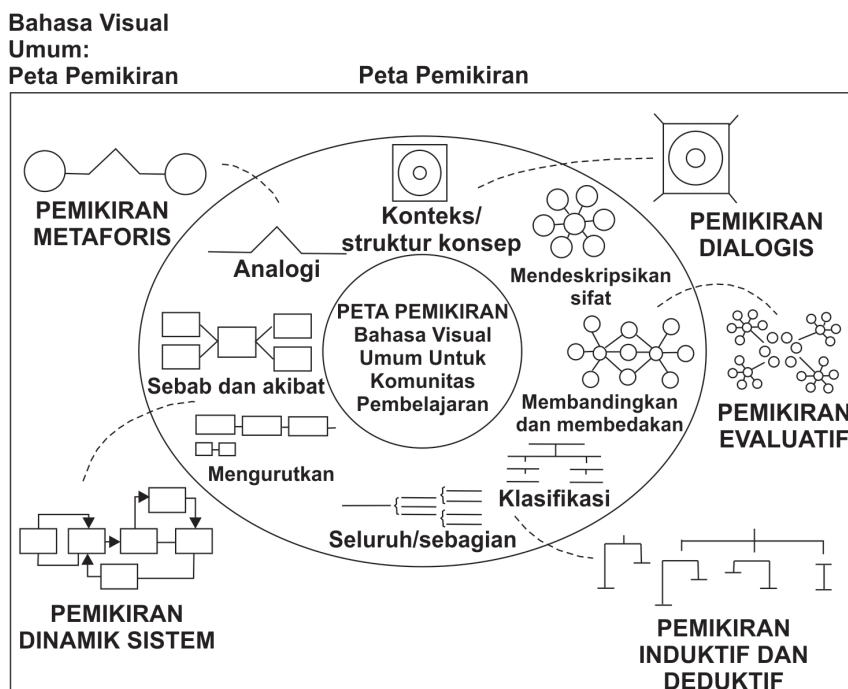 Bahasa Visual
Umum:
Peta Pemikiran
Peta Pemikiran
PEMIKIRAN
METAFORIS
Analogi
Konteks/
struktur konsep
PEMIKIRAN
DIALOGIS
Mendeskripsikan
sifat
PETA PEMIKIRAN
Bahasa Visual
Umum Untuk
Komunitas
Pembelajaran
Sebab dan akibat
Membandingkan
dan membedakan
PEMIKIRAN
EVALUATIF
Mengurutkan
Klasifikasi
Seluruh/sebagian
PEMIKIRAN
DINAMIK SISTEM
PEMIKIRAN
INDUKTIF DAN
DEDUKTIF